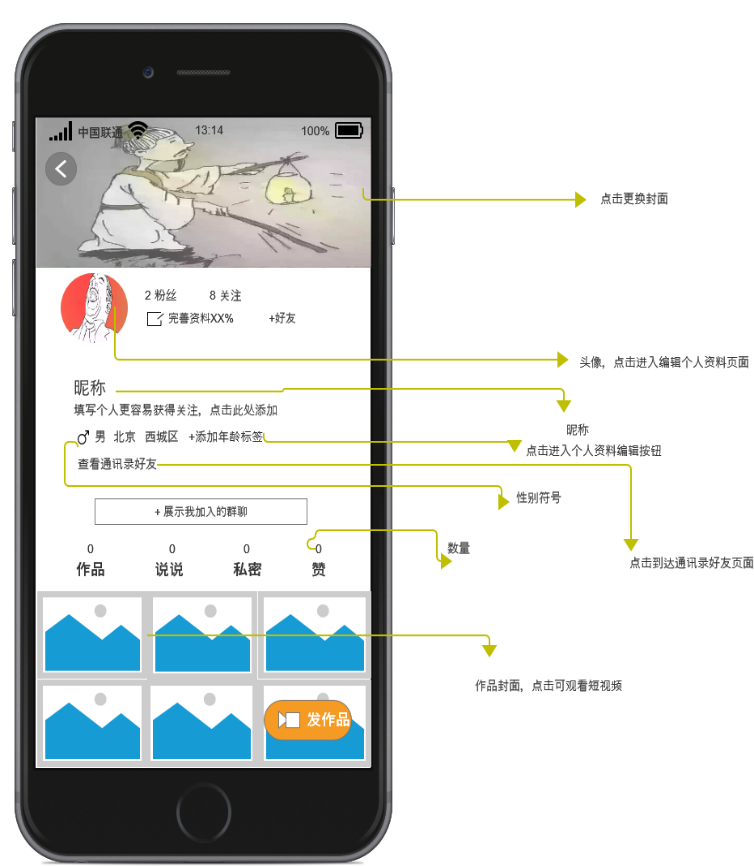 中国联通 13:14 100%
点击更换封面
2 粉丝 8 关注
完善资料XX% +好友
头像，点击进入编辑个人资料页面
昵称
填写个人更容易获得关注，点击此处添加
昵称
男 北京 西城区 +添加年龄标签
点击进入个人资料编辑按钮
查看通讯录好友
性别符号
+ 展示我加入的群聊
0 0 0 0
数量
作品 说说 私密 赞
点击到达通讯录好友页面
作品封面，点击可观看短视频
发作品